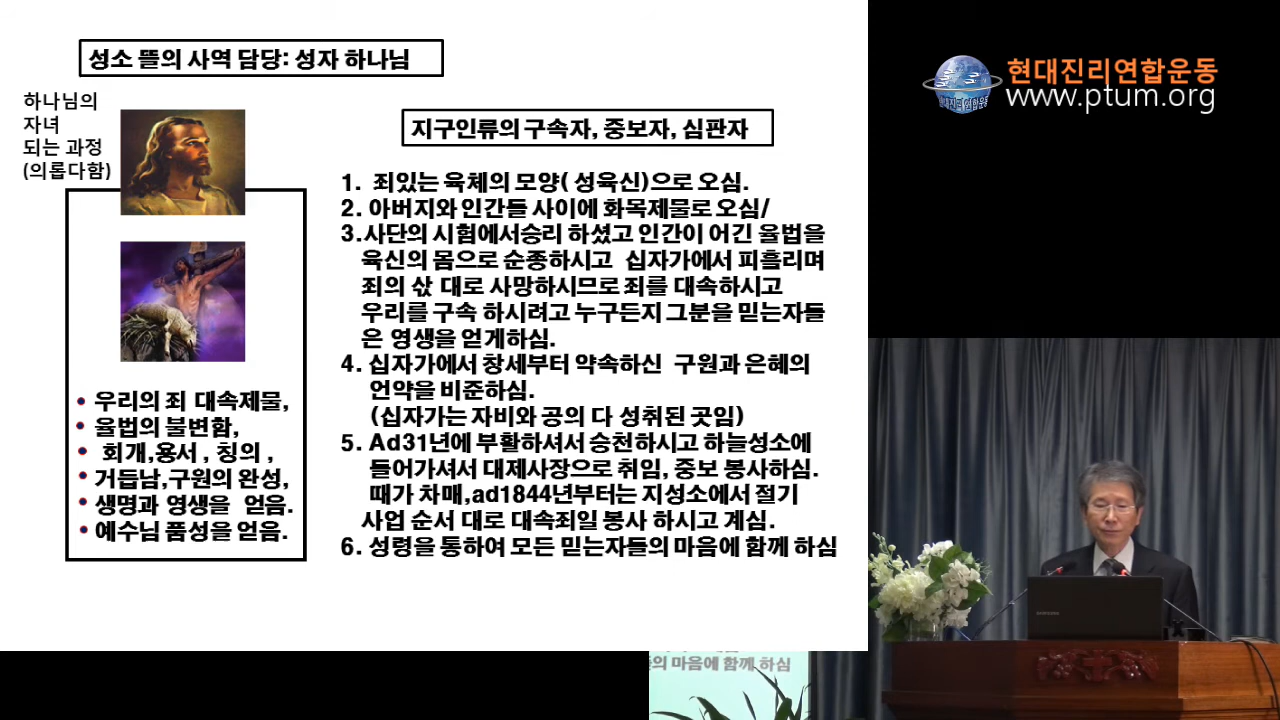 성소 뜰의 사역 담당: 성자 하나님
하나님의
자녀
되는 과정
(의롭다함)
• 우리의 죄 대속제물,
• 율법의 불변함,
• 회개,용서 , 칭의 ,
• 거듭남,구원의 완성,
• 생명과 영생을 얻음.
• 예수님 품성을 얻음.
지구인류의 구속자, 중보자, 심판자
1. 죄있는 육체의 모양( 성육신)으로 오심.
2. 아버지와 인간들 사이에 화목제물로 오심/
3.사단의 시험에서승리 하셨고 인간이 어긴 율법을
육신의 몸으로 순종하시고 십자가에서 피흘리며
죄의 삯 대로 사망하시므로 죄를 대속하시고
우리를 구속 하시려고 누구든지 그분을 믿는자들
은 영생을 얻게하심.
4. 십자가에서 창세부터 약속하신 구원과 은혜의
언약을 비준하심.
(십자가는 자비와 공의 다 성취된 곳임)
5. Ad31년에 부활하셔서 승천하시고 하늘성소에
들어가셔서 대제사장으로 취임, 중보 봉사하심.
때가 차매,ad1844년부터는 지성소에서 절기
사업 순서 대로 대속죄일 봉사 하시고 계심.
6. 성령을 통하여 모든 믿는자들의 마음에 함께 하심
현대진리연합운동
현대진리연합운동
www.ptum.org
SAMSUNG
의 마음에 함께 하심